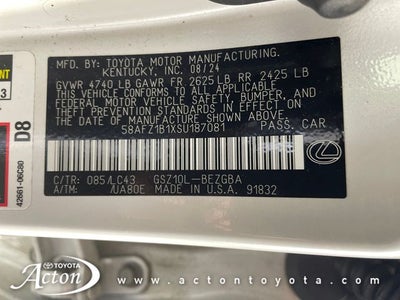 MFD. BY: TOYOTA MOTOR MANUFACTURING,
KENTUCKY, INC. 08/24
GVWR 4740 LB GAWR FR 2625 LB RR 2425 LB
THIS VEHICLE CONFORMS TO ALL APPLICABLE
FEDERAL MOTOR VEHICLE SAFETY, BUMPER, AND
THEFT PREVENTION STANDARDS IN EFFECT ON
THE DATE OF MANUFACTURE SHOWN ABOVE.
58AFZ1B1XSU187081 PASS. CAR
C/TR: 085/LC43 GSZ10L-BEZGBA
A/TM: /UA80E MADE IN U.S.A. 91832
D8
42661-06C80
TOYOTA
Acton
www.actontoyota.com